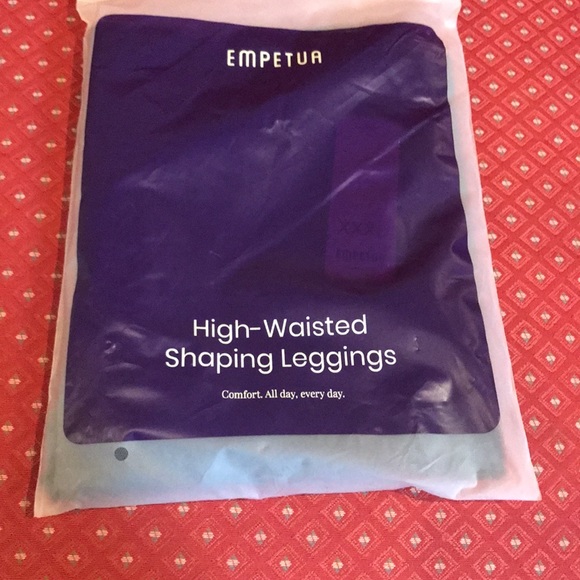 EMPETUA
High-Waisted
Shaping Leggings
Comfort. All day, every day.